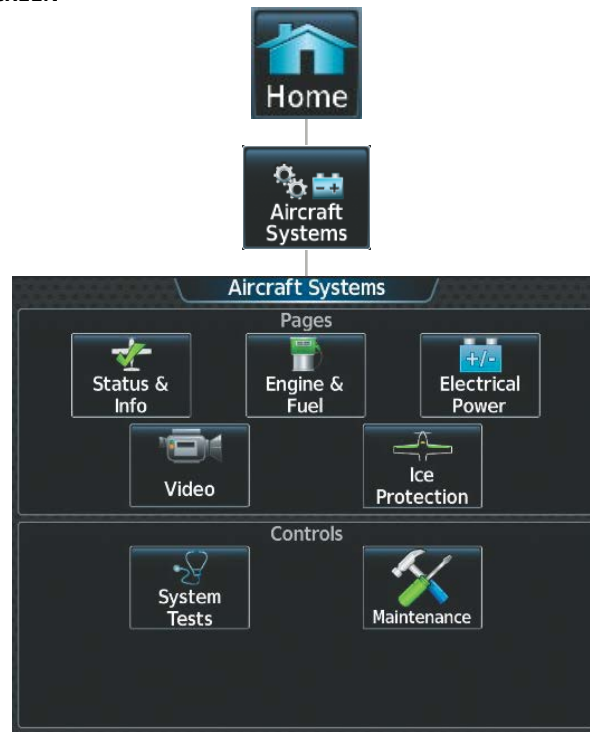 Home
Aircraft
Systems
Aircraft Systems
Pages
Status &
Info
Engine &
Fuel
+/-
Electrical
Power
Video
Ice
Protection
Controls
System
Tests
Maintenance